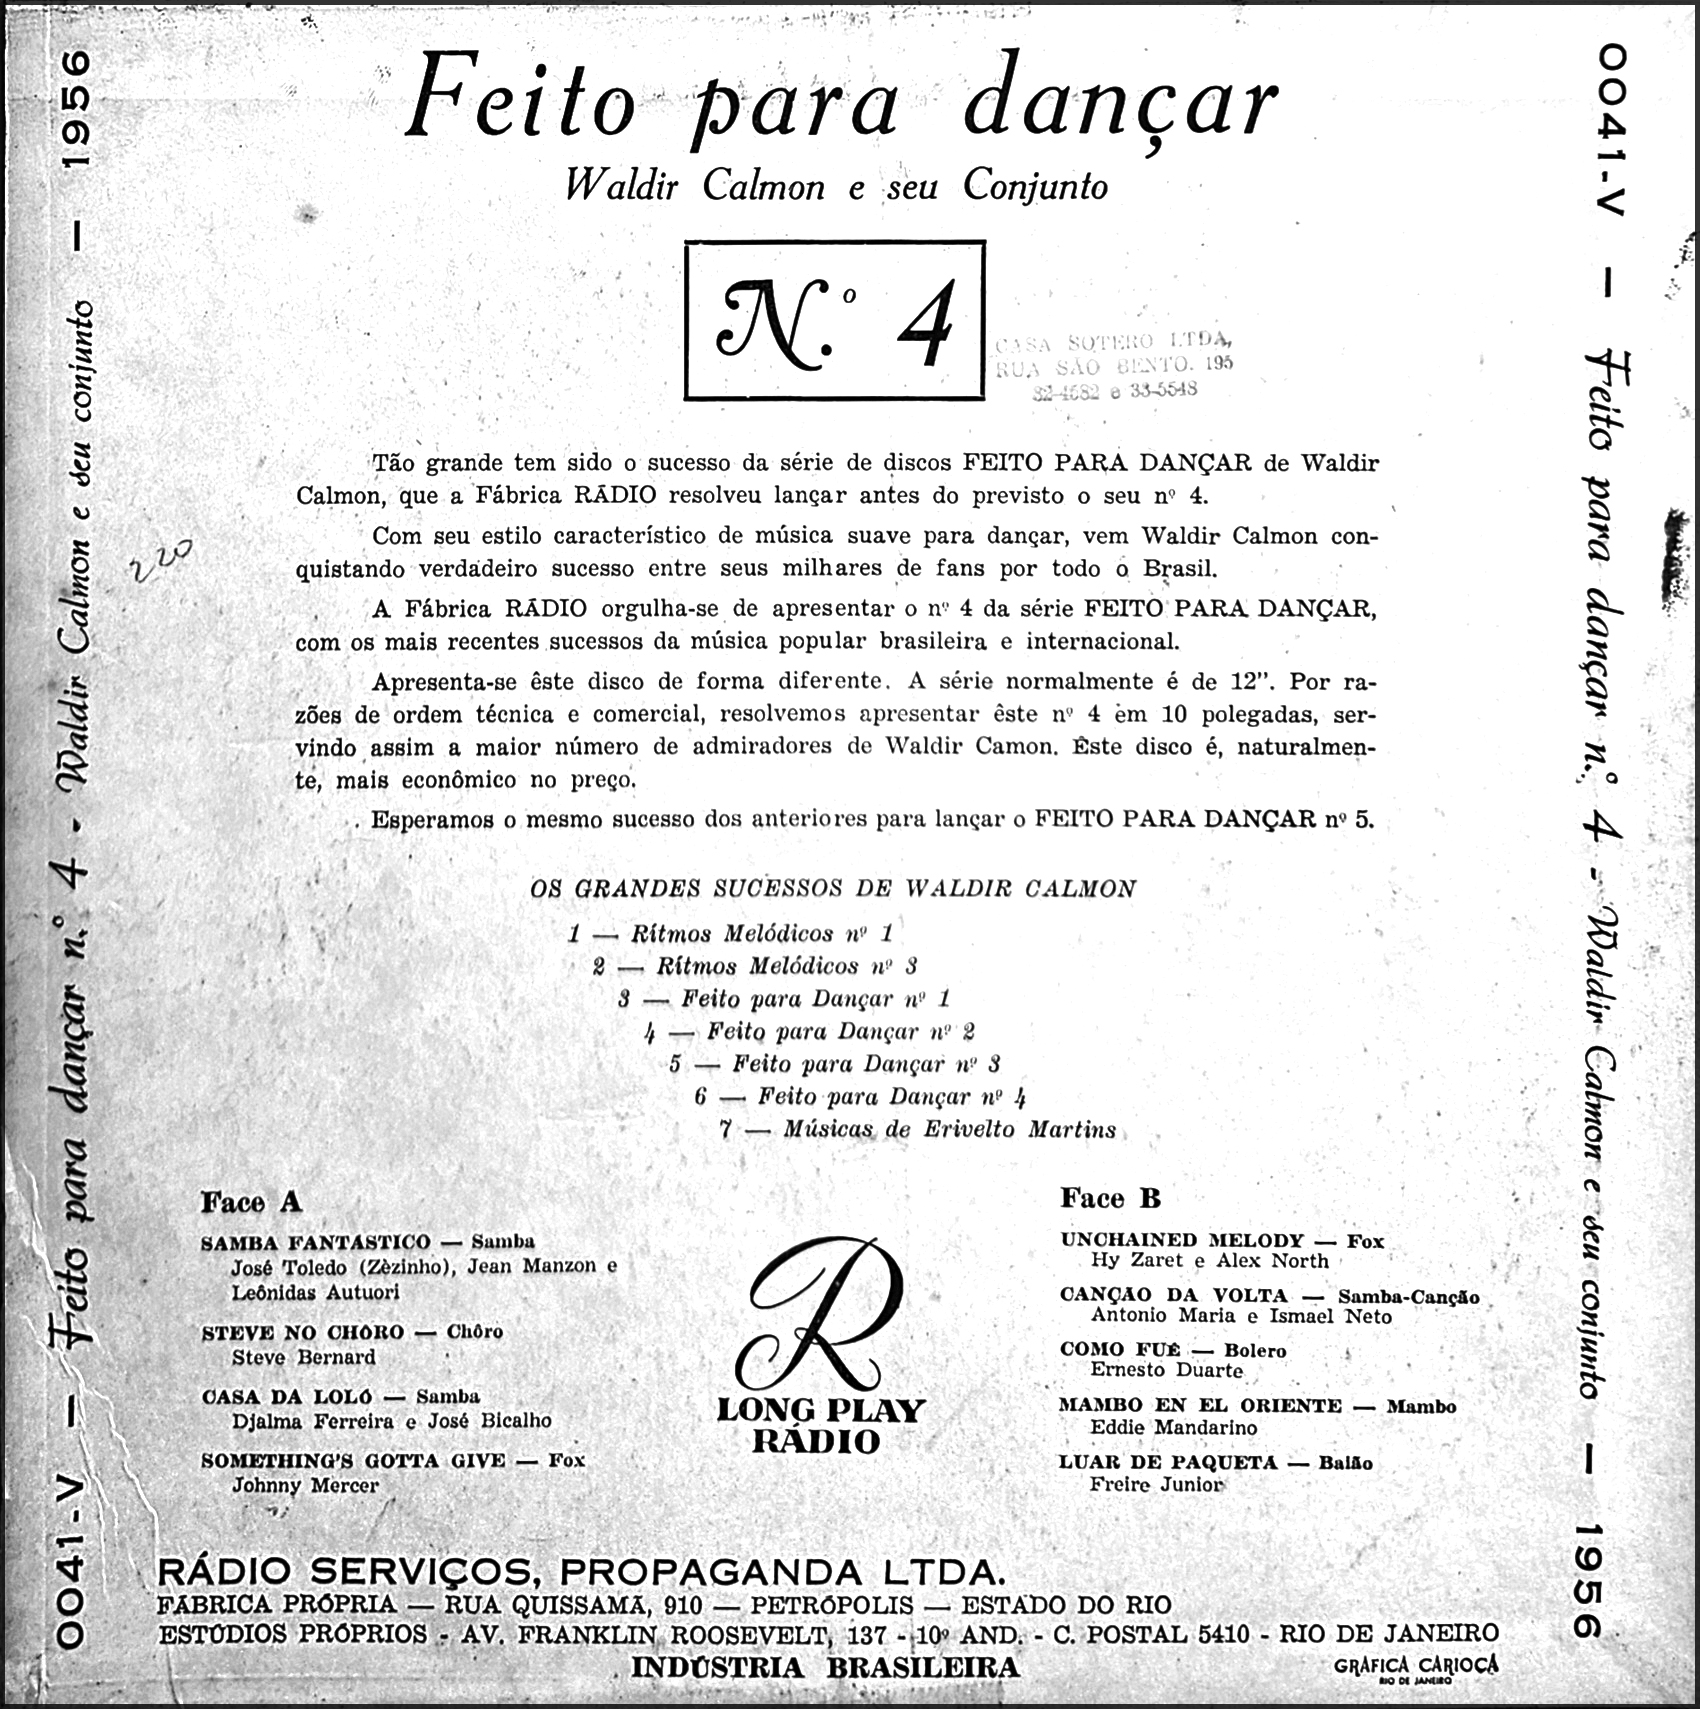 Feito para dançar
Waldir Calmon e seu Conjunto
N.º 4
CASA SOTERO LTDA,
RUA SÃO BENTO. 195
32-4682 e 33-5548
Tão grande tem sido o sucesso da série de discos FEITO PARA DANÇAR de Waldir
Calmon, que a Fábrica RÁDIO resolveu lançar antes do previsto o seu nº 4.
Com seu estilo característico de música suave para dançar, vem Waldir Calmon con-
quistando verdadeiro sucesso entre seus milhares de fans por todo o Brasil.
A Fábrica RÁDIO orgulha-se de apresentar o nº 4 da série FEITO PARA DANÇAR,
com os mais recentes sucessos da música popular brasileira e internacional.
Apresenta-se êste disco de forma diferente. A série normalmente é de 12”. Por ra-
zões de ordem técnica e comercial, resolvemos apresentar êste nº 4 em 10 polegadas, ser-
vindo assim a maior número de admiradores de Waldir Camon. Êste disco é, naturalmen-
te, mais econômico no preço.
Esperamos o mesmo sucesso dos anteriores para lançar o FEITO PARA DANÇAR nº 5.
220
OS GRANDES SUCESSOS DE WALDIR CALMON
1 — Rítmos Melódicos nº 1
2 — Rítmos Melódicos nº 3
3 — Feito para Dançar nº 1
4 — Feito para Dançar nº 2
5 — Feito para Dançar nº 3
6 — Feito para Dançar nº 4
7 — Músicas de Erivelto Martins
Face A
SAMBA FANTASTICO — Samba
José Toledo (Zèzinho), Jean Manzon e
Leônidas Autuori
STEVE NO CHÔRO — Chôro
Steve Bernard
CASA DA LOLÓ — Samba
Djalma Ferreira e José Bicalho
SOMETHING'S GOTTA GIVE — Fox
Johnny Mercer
R
LONG PLAY
RÁDIO
Face B
UNCHAINED MELODY — Fox
Hy Zaret e Alex North
CANÇAO DA VOLTA — Samba-Canção
Antonio Maria e Ismael Neto
COMO FUÉ — Bolero
Ernesto Duarte
MAMBO EN EL ORIENTE — Mambo
Eddie Mandarino
LUAR DE PAQUETA — Baião
Freire Junior
RÁDIO SERVIÇOS, PROPAGANDA LTDA.
FÁBRICA PRÓPRIA — RUA QUISSAMÃ, 910 — PETRÓPOLIS — ESTADO DO RIO
ESTÚDIOS PRÓPRIOS - AV. FRANKLIN ROOSEVELT, 137 - 10º AND. - C. POSTAL 5410 - RIO DE JANEIRO
INDÚSTRIA BRASILEIRA
GRÁFICA CARIOCA
RIO DE JANEIRO
0041-V — Feito para dançar n.º 4 - Waldir Calmon e seu conjunto — 1956
0041-V — Feito para dançar n.º 4 - Waldir Calmon e seu conjunto — 1956